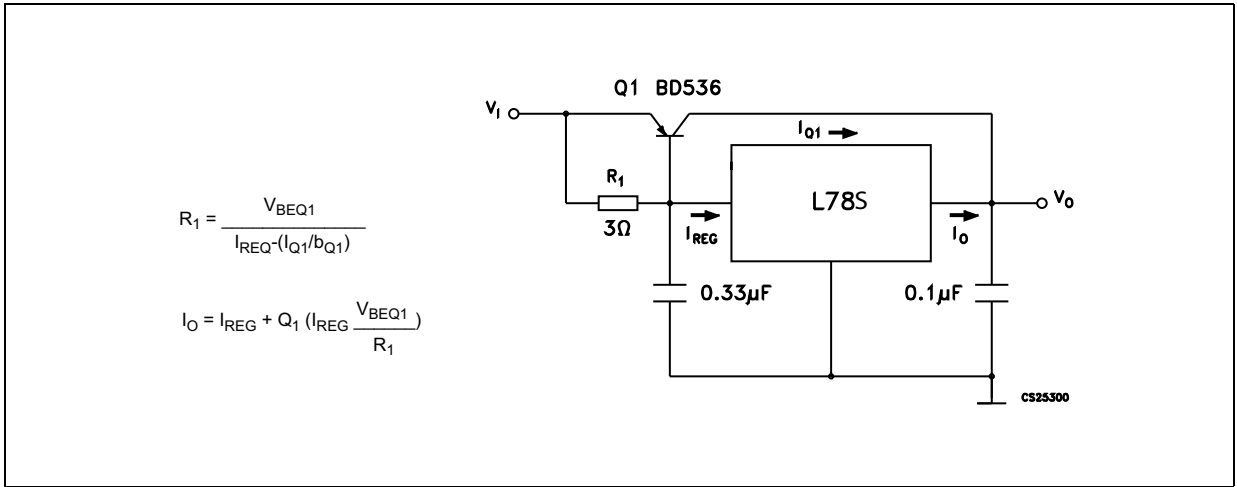 R1 = VBEQ1
IREQ-(IQ1/bQ1)
IO = IREG + Q1 (IREG VBEQ1)
R1
Q1 BD536
VI
IQ1
R1
3Ω
IREG
L78S
IO
VO
0.33µF
0.1µF
CS25300